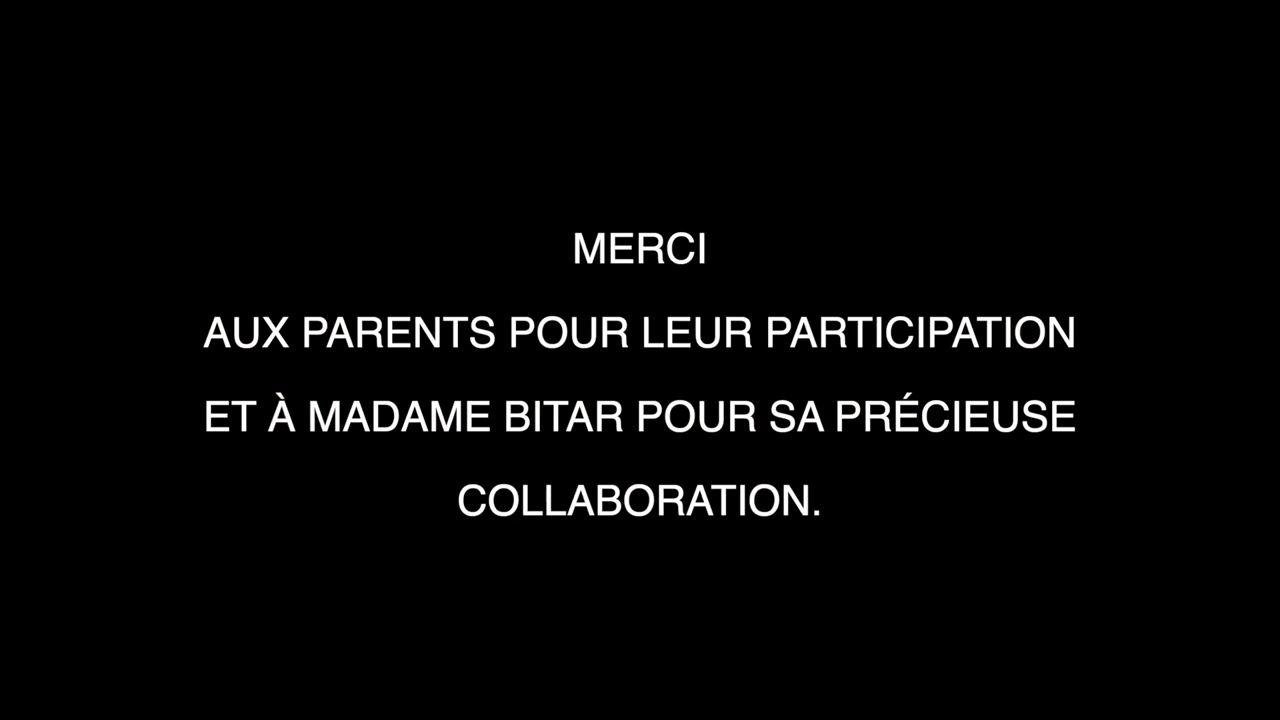 MERCI
AUX PARENTS POUR LEUR PARTICIPATION
ET À MADAME BITAR POUR SA PRÉCIEUSE
COLLABORATION.